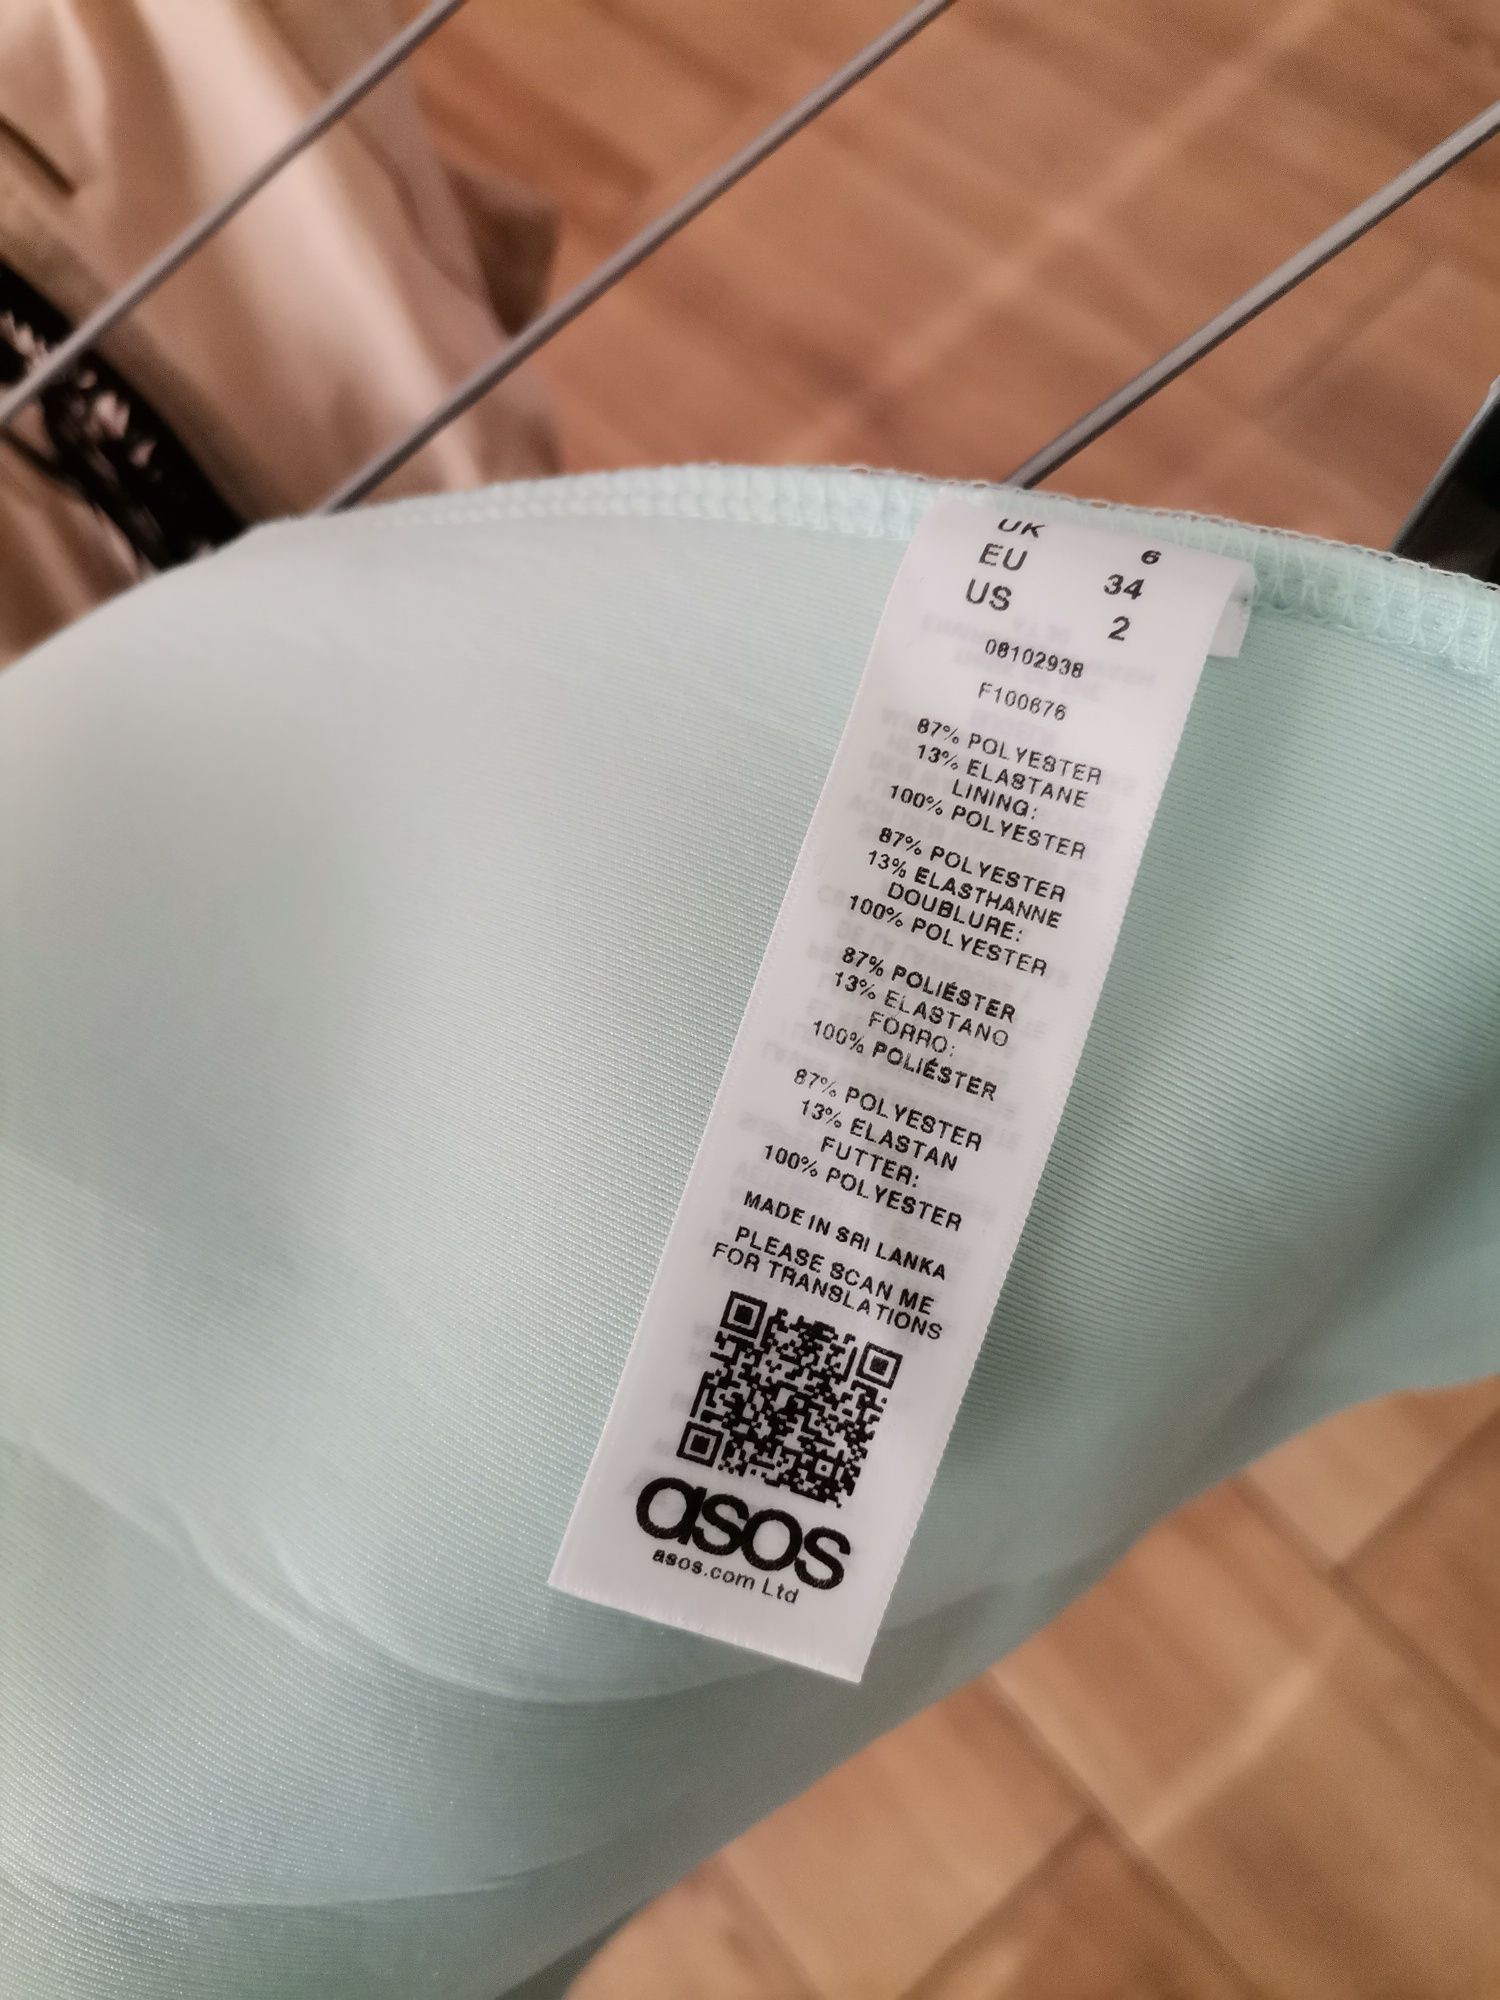 UK 6
EU 34
US 2
08102938
F100676
87% POLYESTER
13% ELASTANE
LINING:
100% POLYESTER
87% POLYESTER
13% ELASTHANNE
DOUBLURE:
100% POLYESTER
87% POLIÉSTER
13% ELASTANO
FORRO:
100% POLIÉSTER
87% POLYESTER
13% ELASTAN
FUTTER:
100% POLYESTER
MADE IN SRI LANKA
PLEASE SCAN ME
FOR TRANSLATIONS
asos
asos.com Ltd